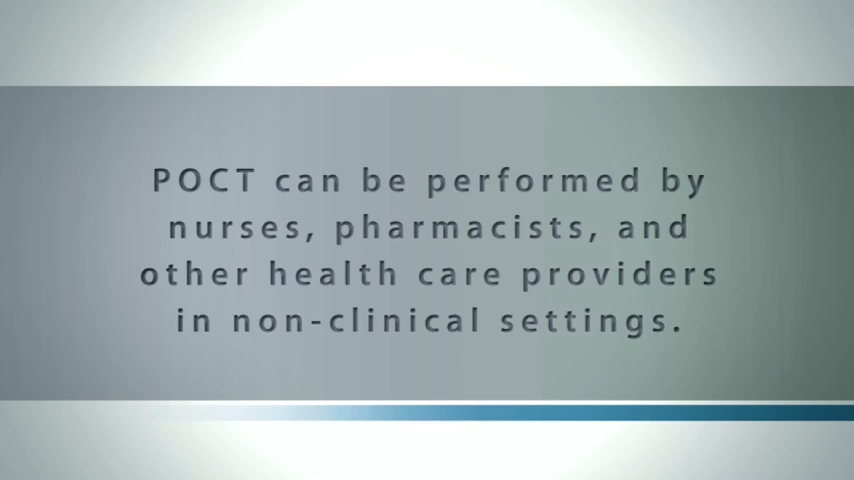 POCT can be performed by
nurses, pharmacists, and
other health care providers
in non-clinical settings.